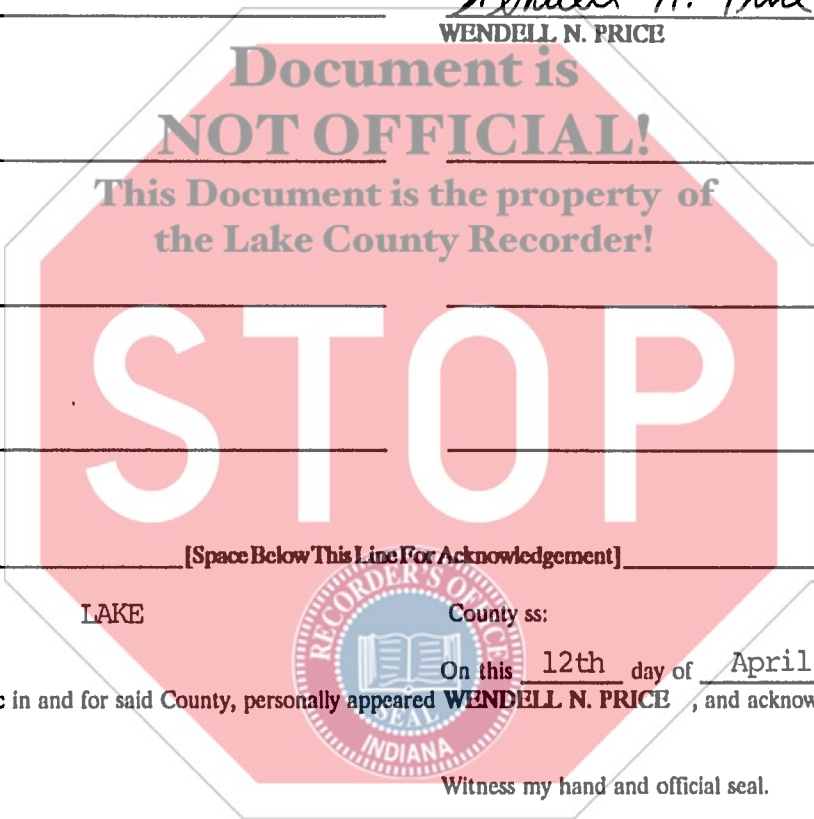 Wendell N. Price
WENDELL N. PRICE
Document is
NOT OFFICIAL!
This Document is the property of
the Lake County Recorder!
STOP
[Space Below This Line For Acknowledgement]
LAKE County ss:
On this 12th day of April
c in and for said County, personally appeared WENDELL N. PRICE , and acknow
Witness my hand and official seal.
RECORDER'S OFFICE
SEAL
INDIANA